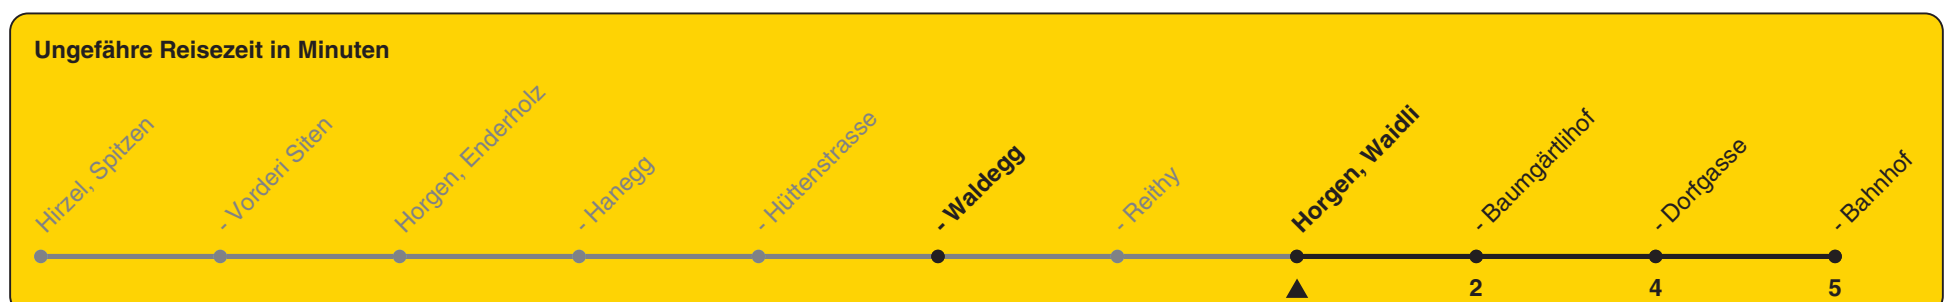 Ungefähre Reisezeit in Minuten
Hirzel, Spitzen
- Vorderi Siten
Horgen, Enderholz
- Hanegg
- Hüttenstrasse
- Waldegg
- Reithy
Horgen, Waidli
- Baumgärtlihof
- Dorfgasse
- Bahnhof
2 4 5